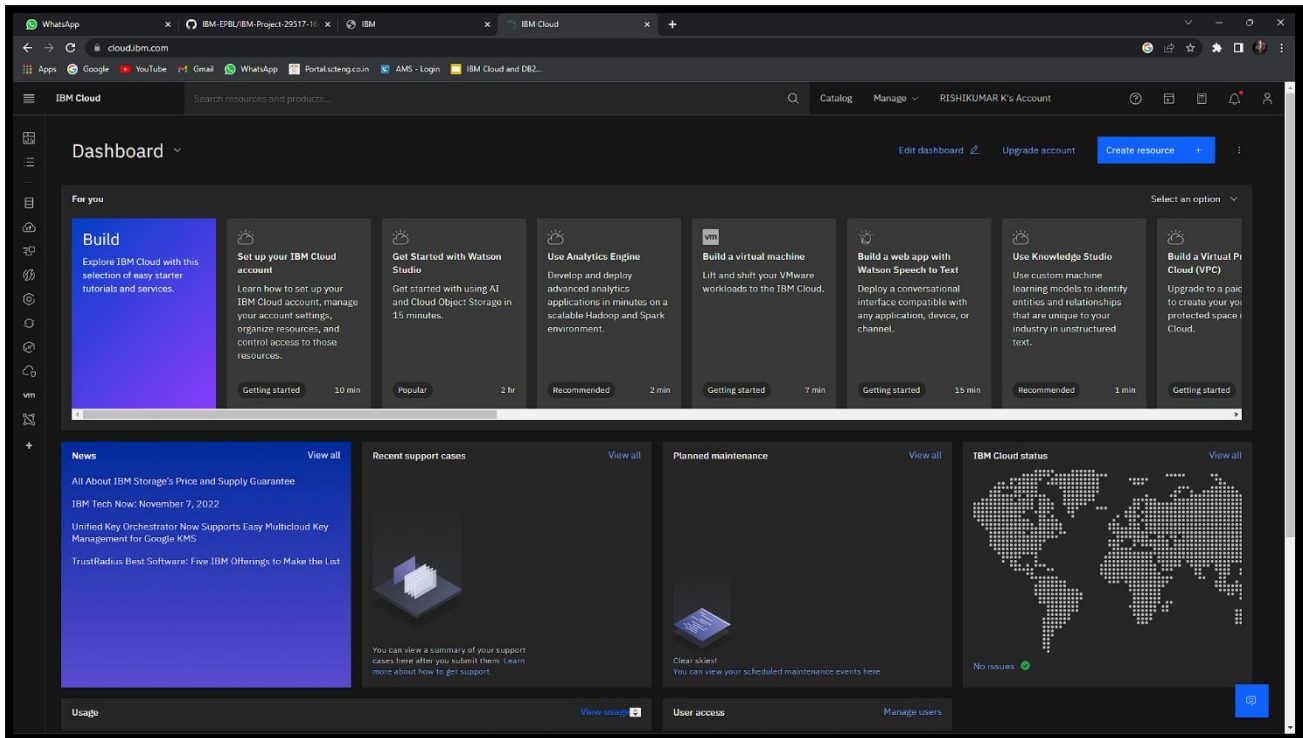 WhatsApp
IBM-EPBL/IBM-Project-29517-16
IBM
IBM Cloud
cloud.ibm.com
Apps
Google
YouTube
Gmail
WhatsApp
Portal.scteng.co.in
AMS - Login
IBM Cloud and DB2...
IBM Cloud
Search resources and products...
Catalog
Manage
RISHIKUMAR K's Account
Dashboard
Edit dashboard
Upgrade account
Create resource +
For you
Select an option
Build
Explore IBM Cloud with this
selection of easy starter
tutorials and services.
Set up your IBM Cloud
account
Learn how to set up your
IBM Cloud account, manage
your account settings,
organize resources, and
control access to those
resources.
Getting started
10 min
Get Started with Watson
Studio
Get started with using AI
and Cloud Object Storage in
15 minutes.
Popular
2 hr
Use Analytics Engine
Develop and deploy
advanced analytics
applications in minutes on a
scalable Hadoop and Spark
environment.
Recommended
2 min
vm
Build a virtual machine
Lift and shift your VMware
workloads to the IBM Cloud.
Getting started
7 min
Build a web app with
Watson Speech to Text
Deploy a conversational
interface compatible with
any application, device, or
channel.
Getting started
15 min
Use Knowledge Studio
Use custom machine
learning models to identify
entities and relationships
that are unique to your
industry in unstructured
text.
Recommended
1 min
Build a Virtual Pr
Cloud (VPC)
Upgrade to a paid
to create your you
protected space i
Cloud.
Getting started
vm
News
View all
All About IBM Storage's Price and Supply Guarantee
IBM Tech Now: November 7, 2022
Unified Key Orchestrator Now Supports Easy Multicloud Key
Management for Google KMS
TrustRadius Best Software: Five IBM Offerings to Make the List
Recent support cases
View all
You can view a summary of your support
cases here after you submit them. Learn
more about how to get support.
Planned maintenance
View all
Clear skies!
You can view your scheduled maintenance events here.
IBM Cloud status
View all
No issues
Usage
View usage
User access
Manage users